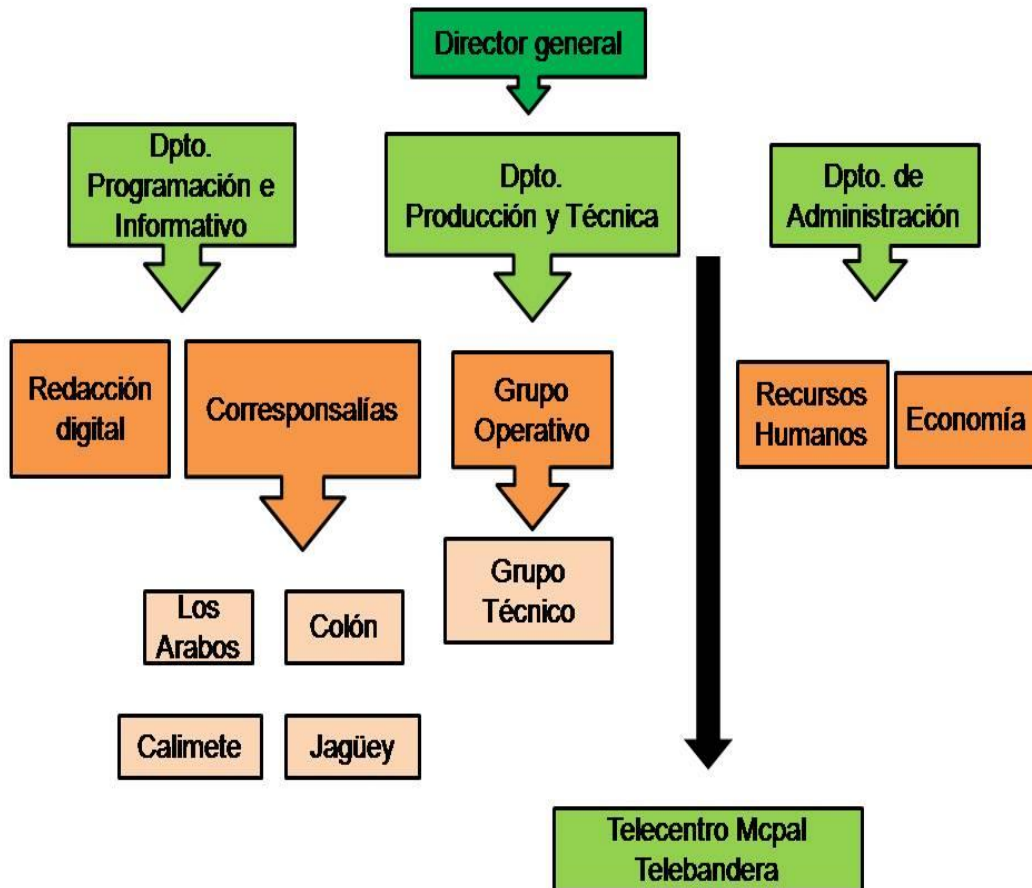 Director general
Dpto.
Programación e
Informativo
Dpto.
Producción y Técnica
Dpto. de
Administración
Redacción
digital
Corresponsalías
Grupo
Operativo
Recursos
Humanos
Economía
Grupo
Técnico
Los
Arabos
Colón
Calimete
Jagüey
Telecentro Mcpal
Telebandera